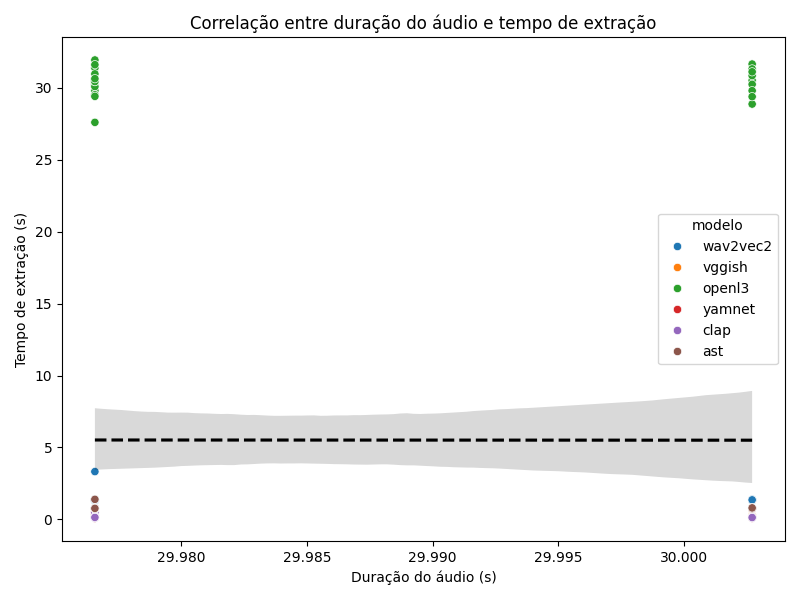 Correlação entre duração do áudio e tempo de extração
Tempo de extração (s)
30
25
20
15
10
5
0
modelo
wav2vec2
vggish
openl3
yamnet
clap
ast
29.980
29.985
29.990
29.995
30.000
Duração do áudio (s)